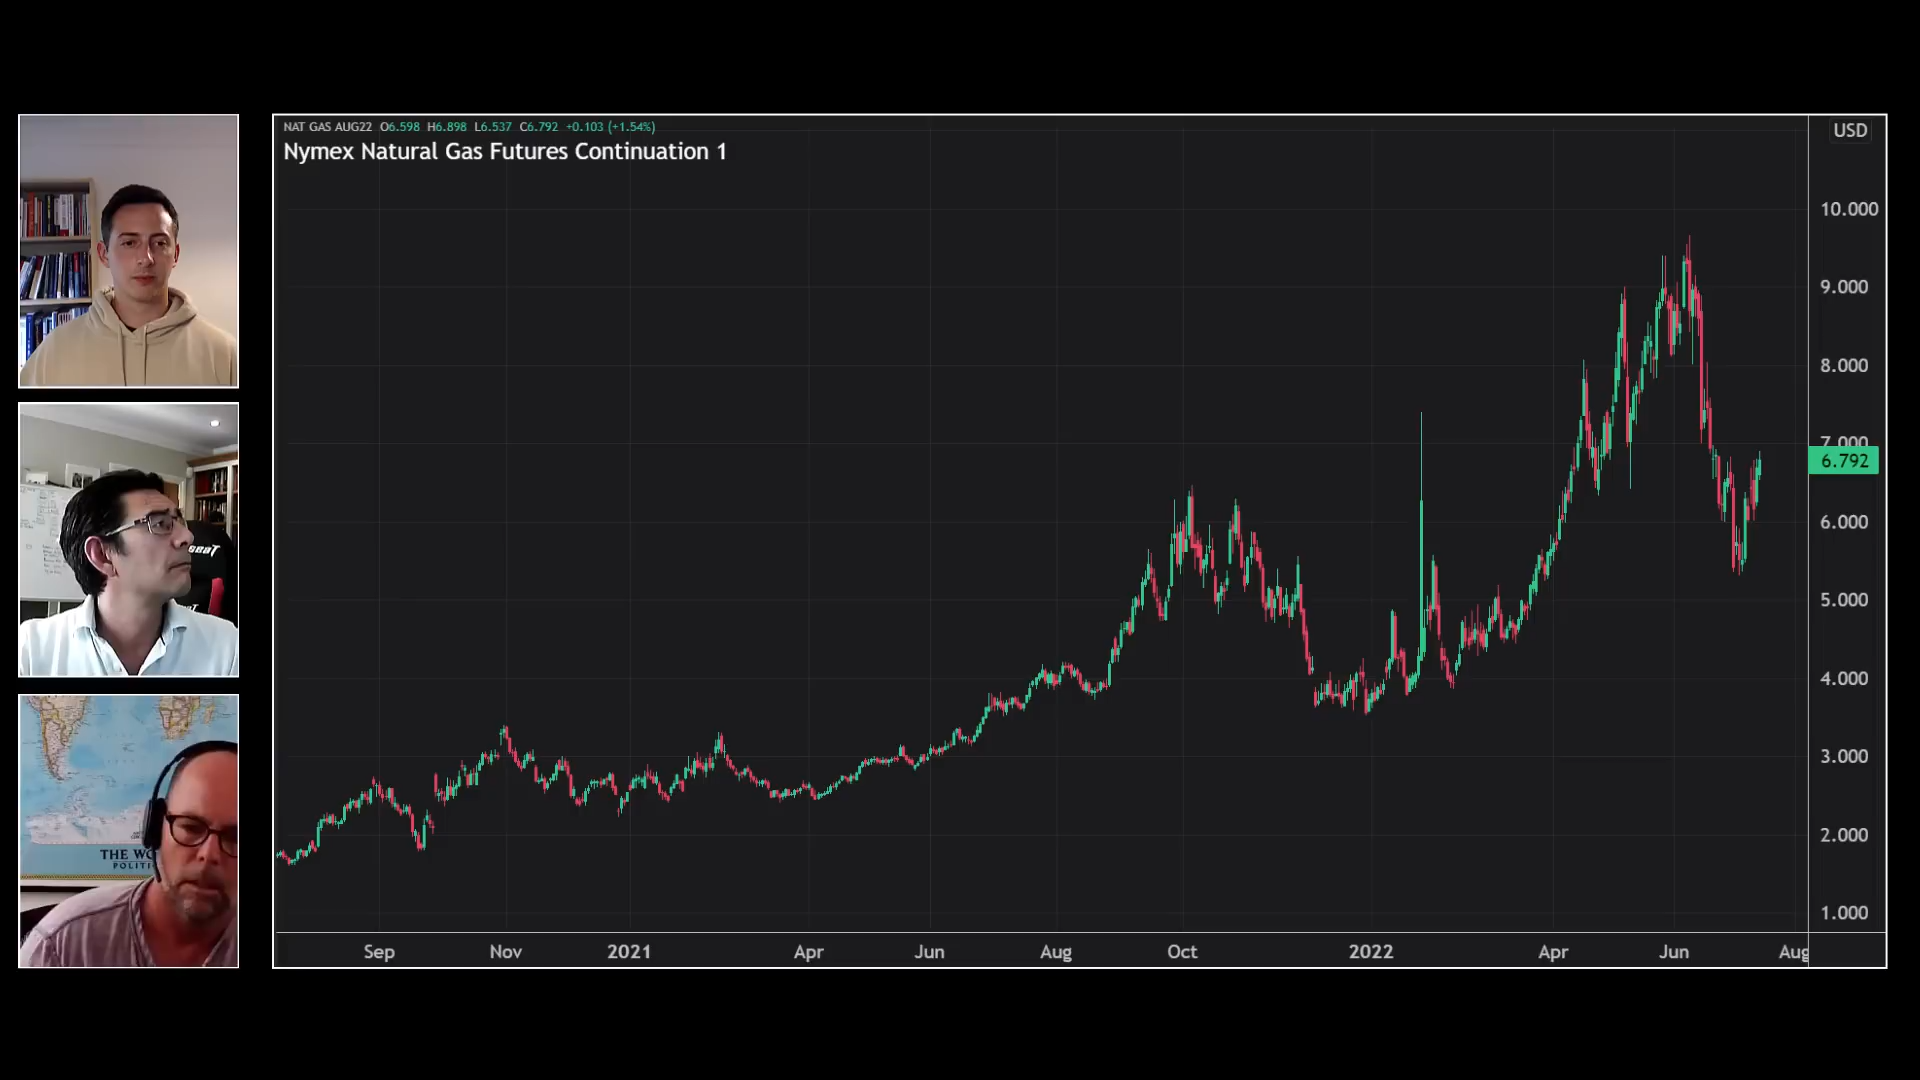 NAT GAS AUG22 O6.598 H6.898 L6.537 C6.792 +0.103 (+1.54%)
Nymex Natural Gas Futures Continuation 1
USD
10.000
9.000
8.000
7.000
6.792
6.000
5.000
4.000
3.000
2.000
1.000
Sep Nov 2021 Apr Jun Aug Oct 2022 Apr Jun Aug
THE WO
POLITI